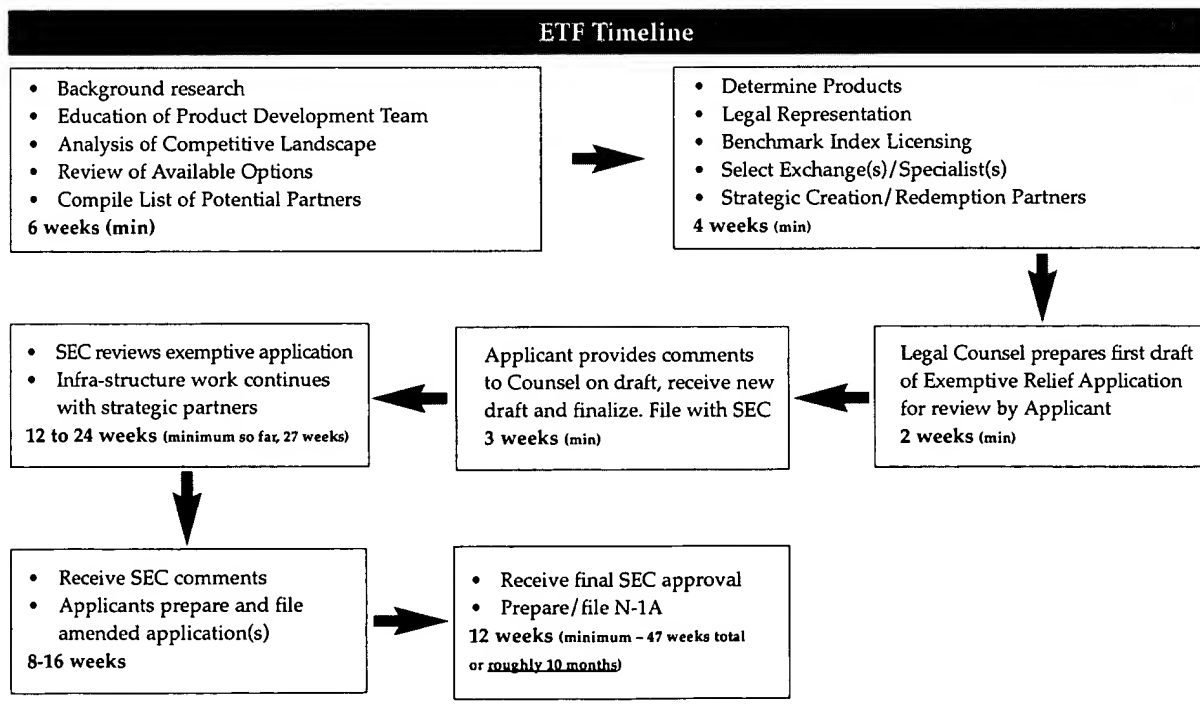 ETF Timeline
• Background research
• Education of Product Development Team
• Analysis of Competitive Landscape
• Review of Available Options
• Compile List of Potential Partners
6 weeks (min)
• Determine Products
• Legal Representation
• Benchmark Index Licensing
• Select Exchange(s)/Specialist(s)
• Strategic Creation/Redemption Partners
4 weeks (min)
Legal Counsel prepares first draft
of Exemptive Relief Application
for review by Applicant
2 weeks (min)
Applicant provides comments
to Counsel on draft, receive new
draft and finalize. File with SEC
3 weeks (min)
• SEC reviews exemptive application
• Infra-structure work continues
with strategic partners
12 to 24 weeks (minimum so far, 27 weeks)
• Receive SEC comments
• Applicants prepare and file
amended application(s)
8-16 weeks
• Receive final SEC approval
• Prepare/file N-1A
12 weeks (minimum – 47 weeks total
or roughly 10 months)